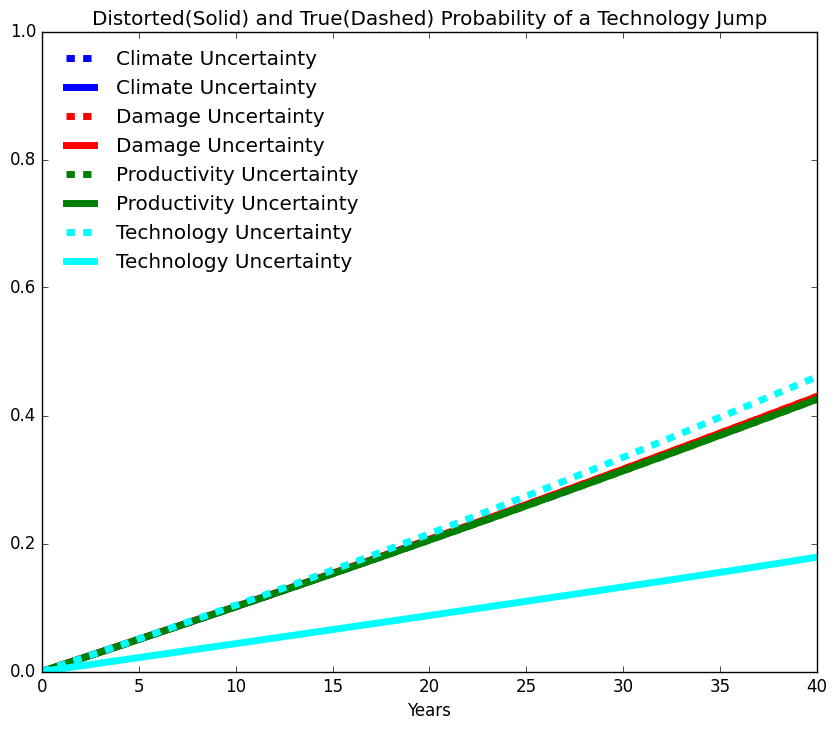 Distorted(Solid) and True(Dashed) Probability of a Technology Jump
1.0
Climate Uncertainty
Climate Uncertainty
Damage Uncertainty
Damage Uncertainty
Productivity Uncertainty
Productivity Uncertainty
Technology Uncertainty
Technology Uncertainty
0.8
0.6
0.4
0.2
0.0
0 5 10 15 20 25 30 35 40
Years